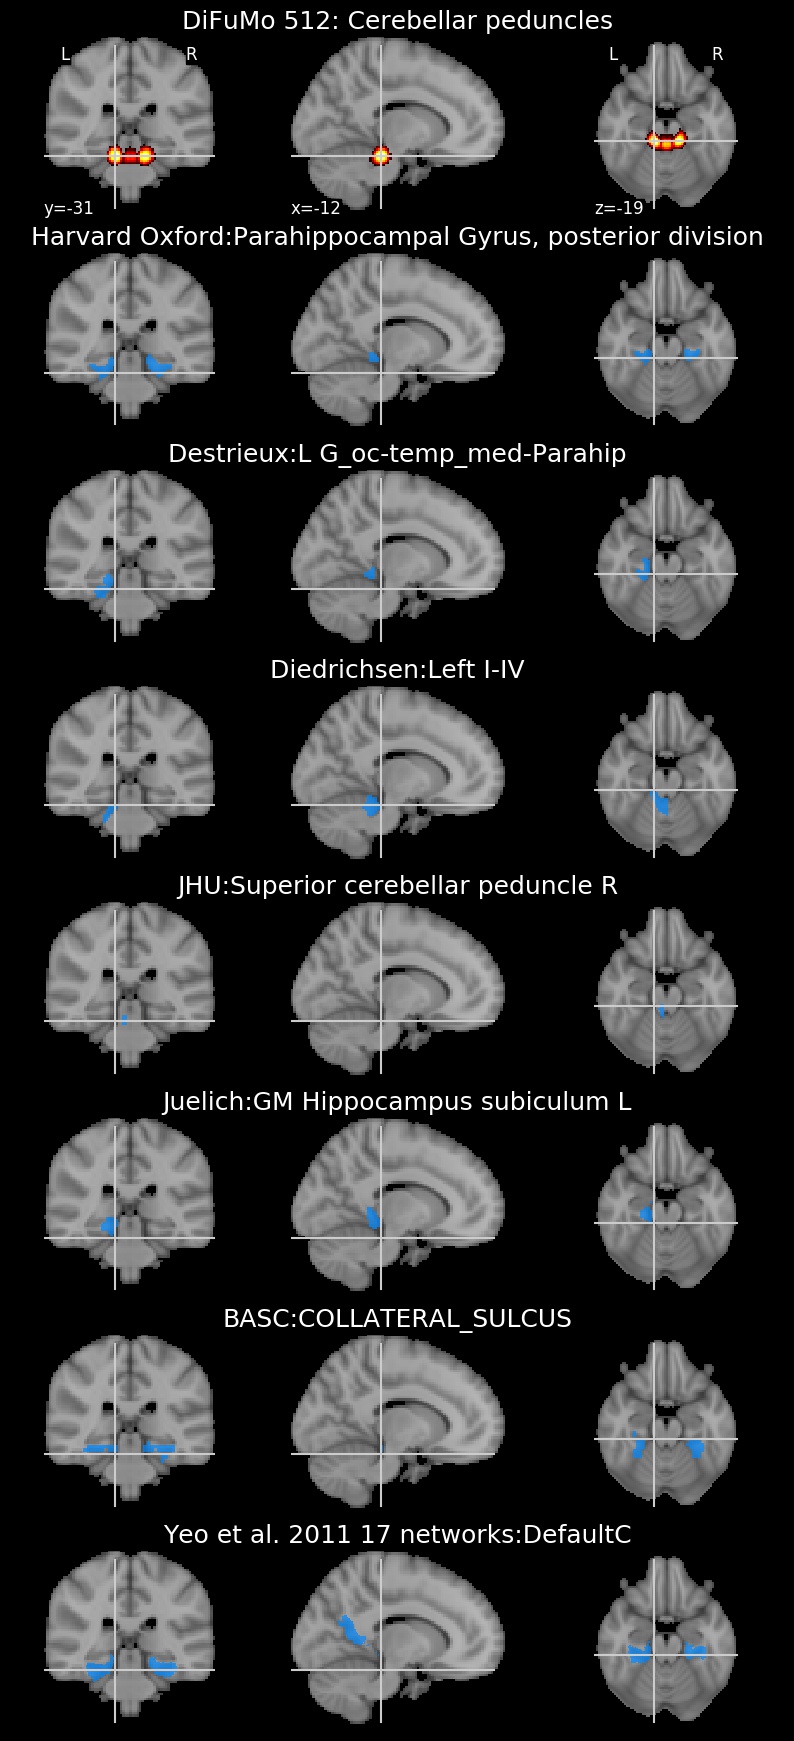 DiFuMo 512: Cerebellar peduncles
L R L R
y=-31 x=-12 z=-19
Harvard Oxford:Parahippocampal Gyrus, posterior division
Destrieux:L G_oc-temp_med-Parahip
Diedrichsen:Left I-IV
JHU:Superior cerebellar peduncle R
Juelich:GM Hippocampus subiculum L
BASC:COLLATERAL_SULCUS
Yeo et al. 2011 17 networks:DefaultC